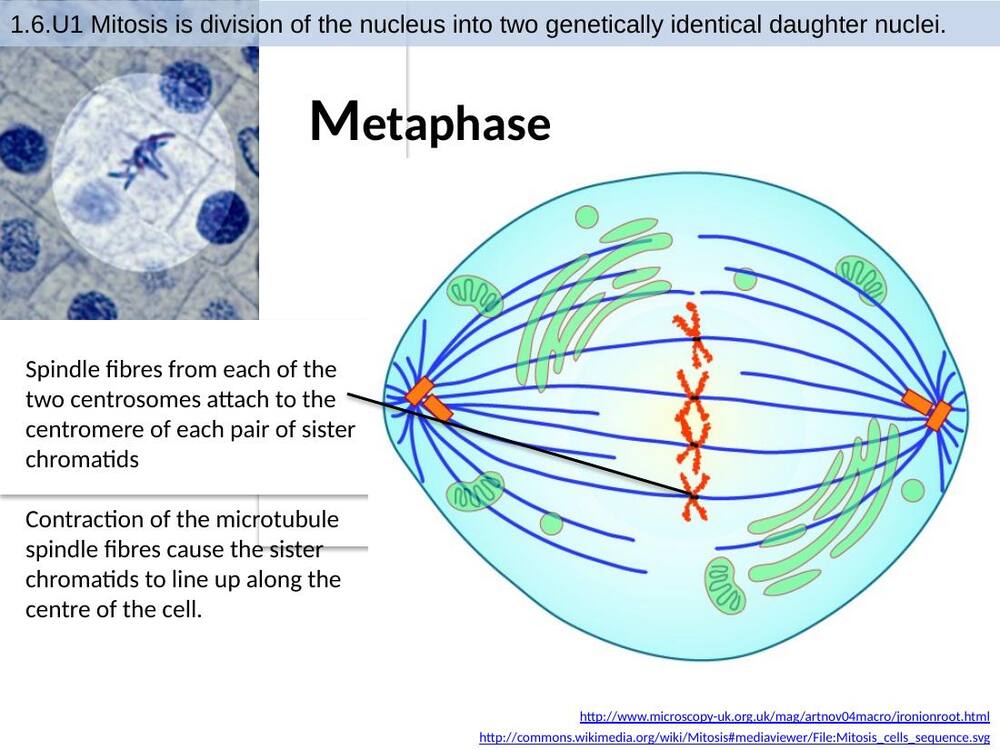 1.6.U1 Mitosis is division of the nucleus into two genetically identical daughter nuclei.
Metaphase
Spindle fibres from each of the
two centrosomes attach to the
centromere of each pair of sister
chromatids
Contraction of the microtubule
spindle fibres cause the sister
chromatids to line up along the
centre of the cell.
http://www.microscopy-uk.org.uk/mag/artnov04macro/jronionroot.html
http://commons.wikimedia.org/wiki/Mitosis#mediaviewer/File:Mitosis_cells_sequence.svg